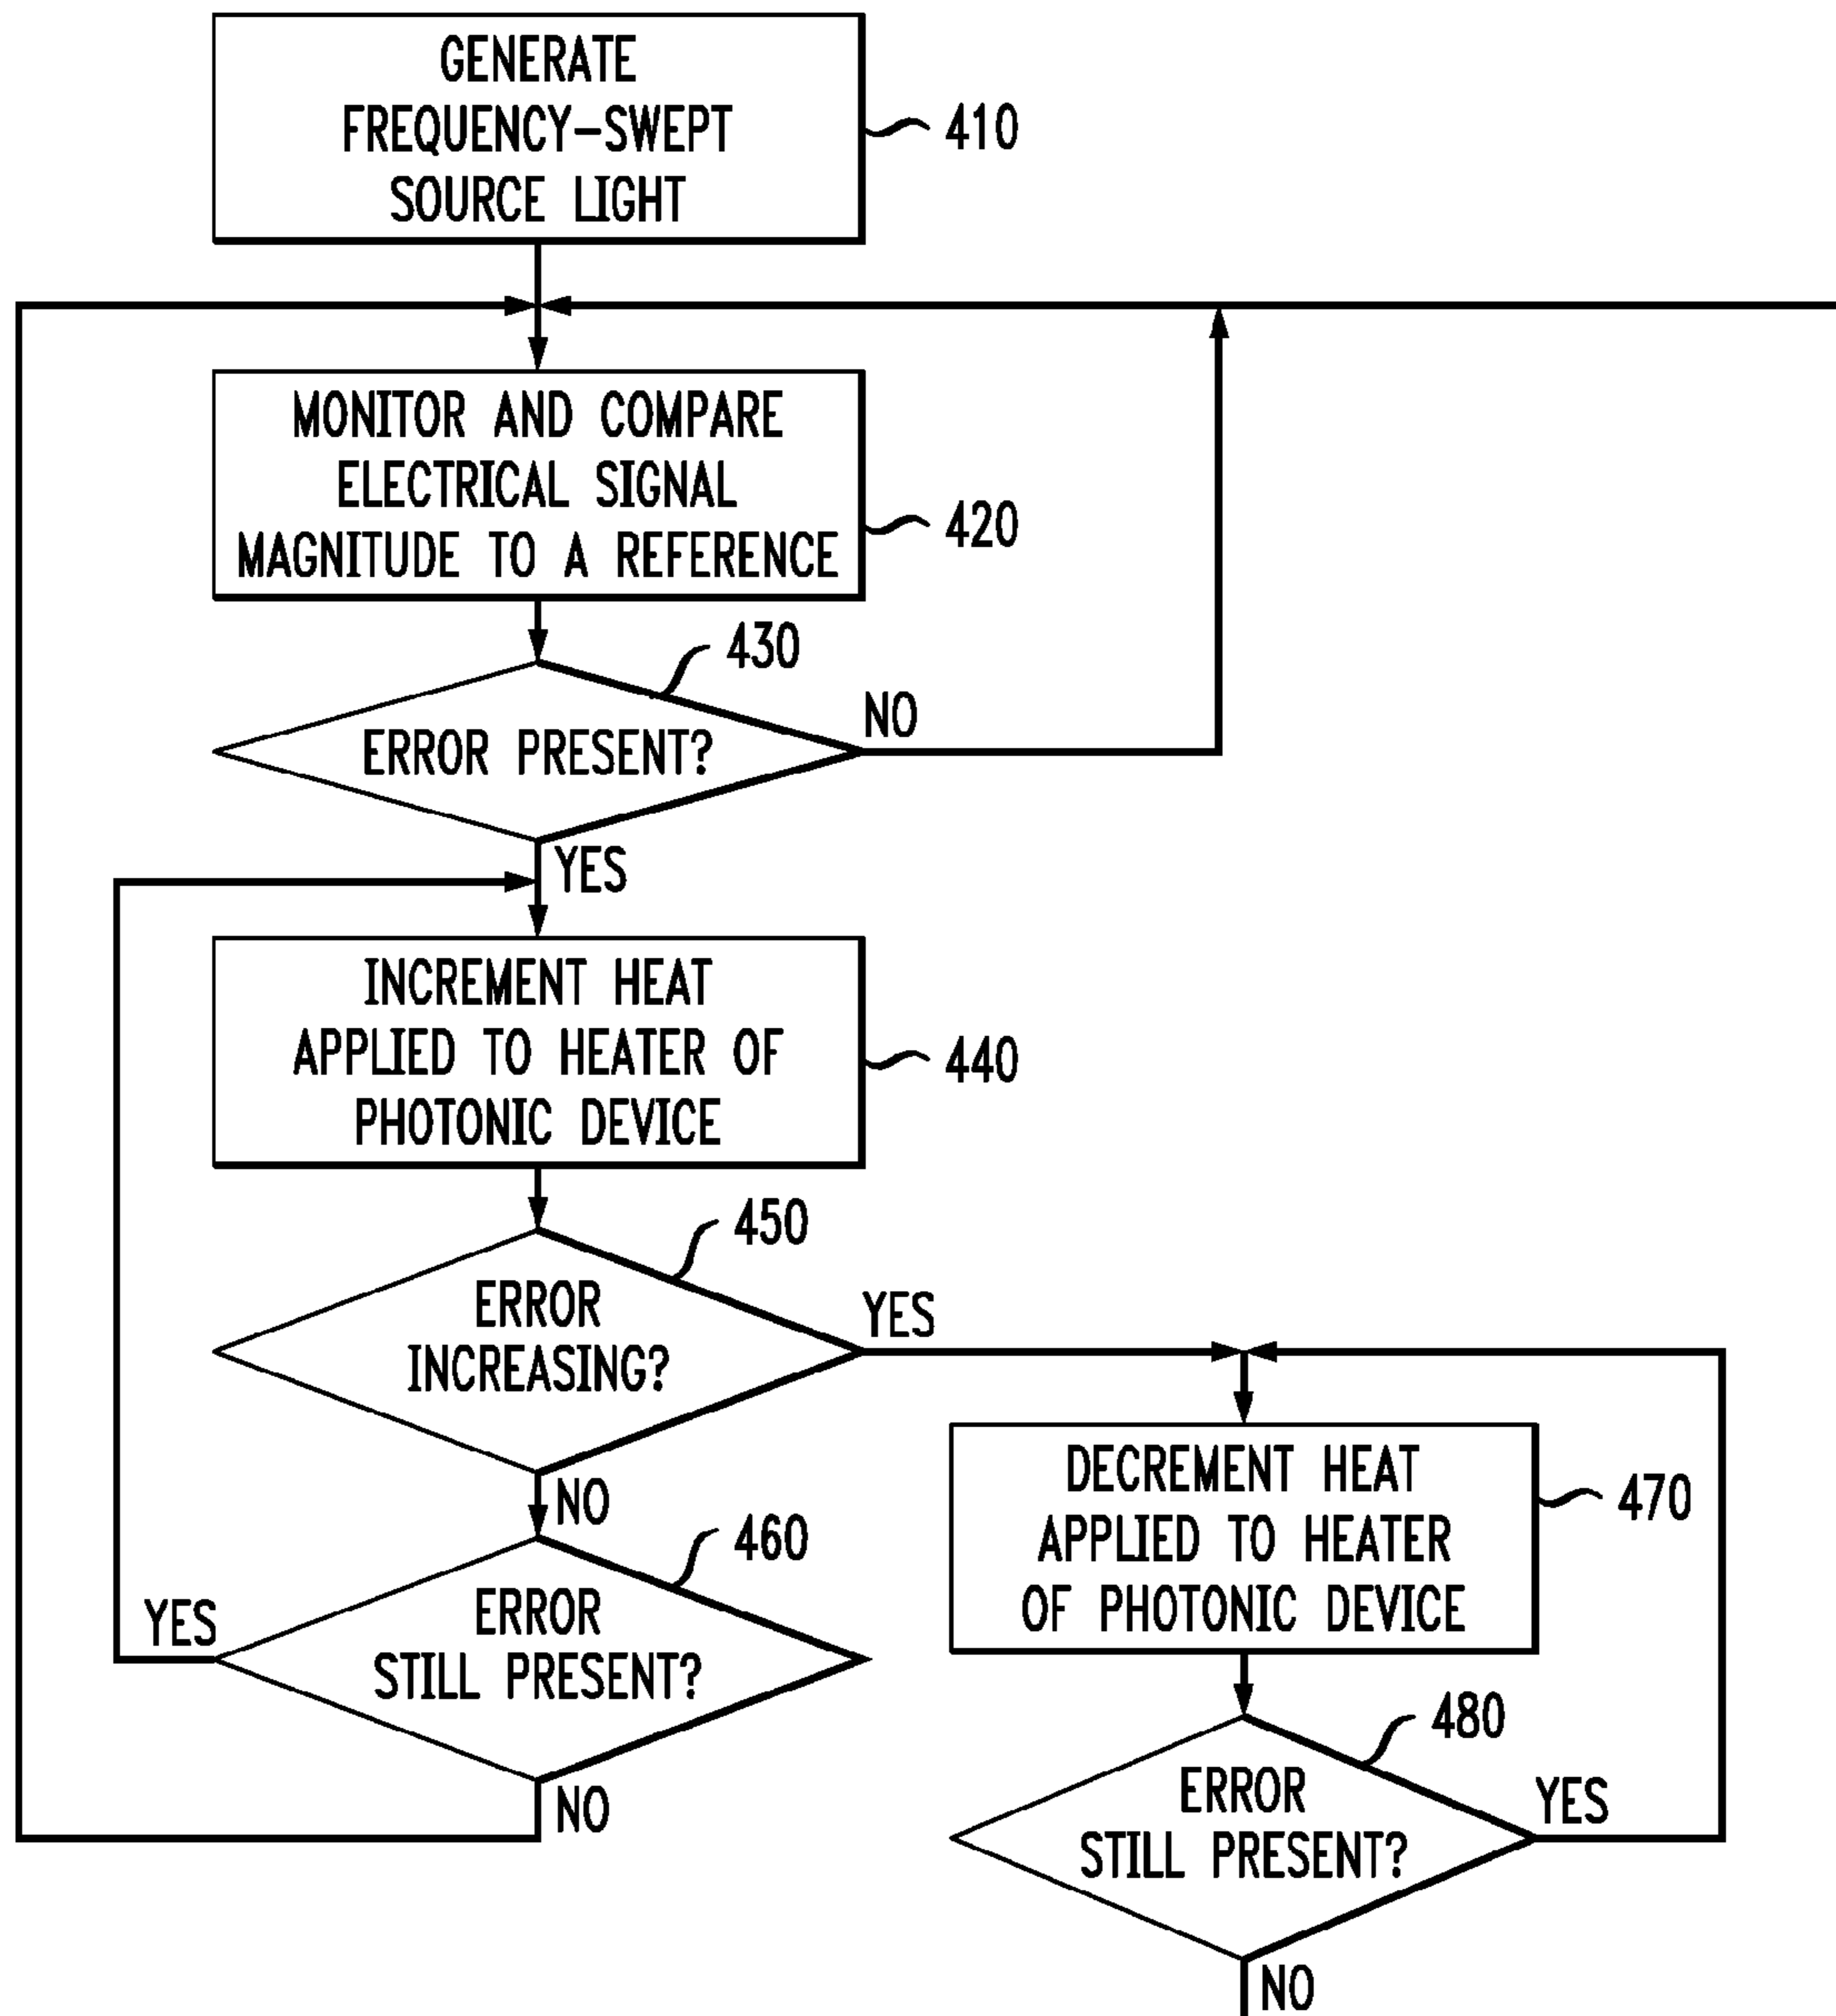 GENERATE
FREQUENCY-SWEPT
SOURCE LIGHT
410
MONITOR AND COMPARE
ELECTRICAL SIGNAL
MAGNITUDE TO A REFERENCE
420
430
ERROR PRESENT?
NO
YES
INCREMENT HEAT
APPLIED TO HEATER OF
PHOTONIC DEVICE
440
450
ERROR
INCREASING?
YES
NO
460
ERROR
STILL PRESENT?
YES
NO
DECREMENT HEAT
APPLIED TO HEATER
OF PHOTONIC DEVICE
470
480
ERROR
STILL PRESENT?
YES
NO